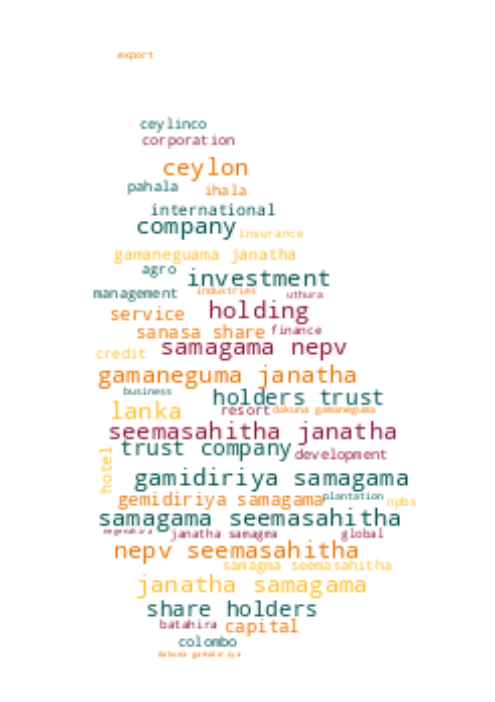 export
ceylinco
corporation
ceylon
pahala ihala
international
company insurance
gamaneguama janatha
agro investment
management industries uthura
service holding
sanasa share finance
credit samagama nepv
gamaneguma janatha
business holders trust
lanka resort dakuna gamaneguma
seemasahitha janatha
trust company development
hotel
gamidiriya samagama
gemidiriya samagama plantation npbs
samagama seemasahitha
negenahira janatha samagma global
nepv seemasahitha
samagma seemasahitha
janatha samagama
share holders
batahira capital
colombo
dakuna gamidiriya